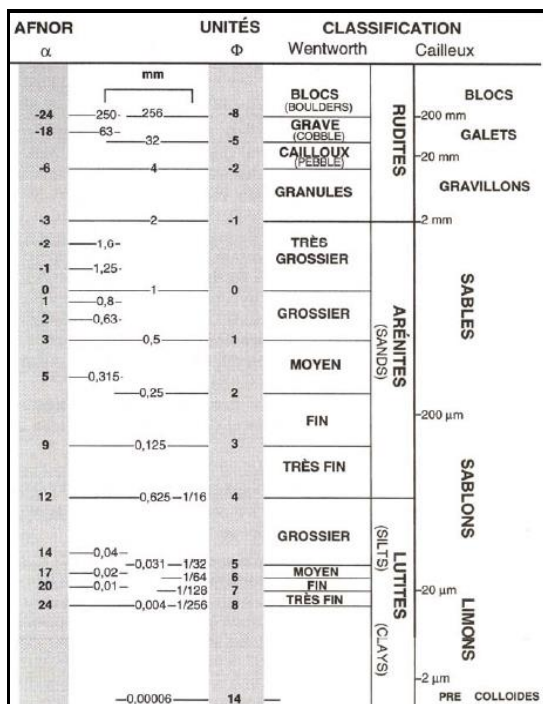 AFNOR UNITÉS CLASSIFICATION
α Φ Wentworth Cailleux
mm
BLOCS (BOULDERS) BLOCS
-24 250 256 -8 200 mm
-18 63 GRAVE (COBBLE) GALETS
32 -5
CAILLOUX (PEBBLE) 20 mm
-6 4 -2
GRANULES GRAVILLONS
RUDITES
-3 2 -1 2 mm
-2 1,6 TRÈS GROSSIER
-1 1,25
0 1 0
1 0,8
2 0,63 GROSSIER
SABLES
ARÉNITES (SANDS)
3 0,5 1
5 0,315 MOYEN
0,25 2
200 µm
FIN
9 0,125 3
TRÈS FIN
SABLONS
12 0,625 1/16 4
GROSSIER
14 0,04
(SILTS)
0,031 1/32 5
17 0,02 MOYEN
1/64 6
20 0,01 FIN 20 µm
1/128 7
TRÈS FIN
24 0,004 1/256 8
LUTITES
LIMONS
(CLAYS)
2 µm
0,00006 14 PRE COLLOIDES